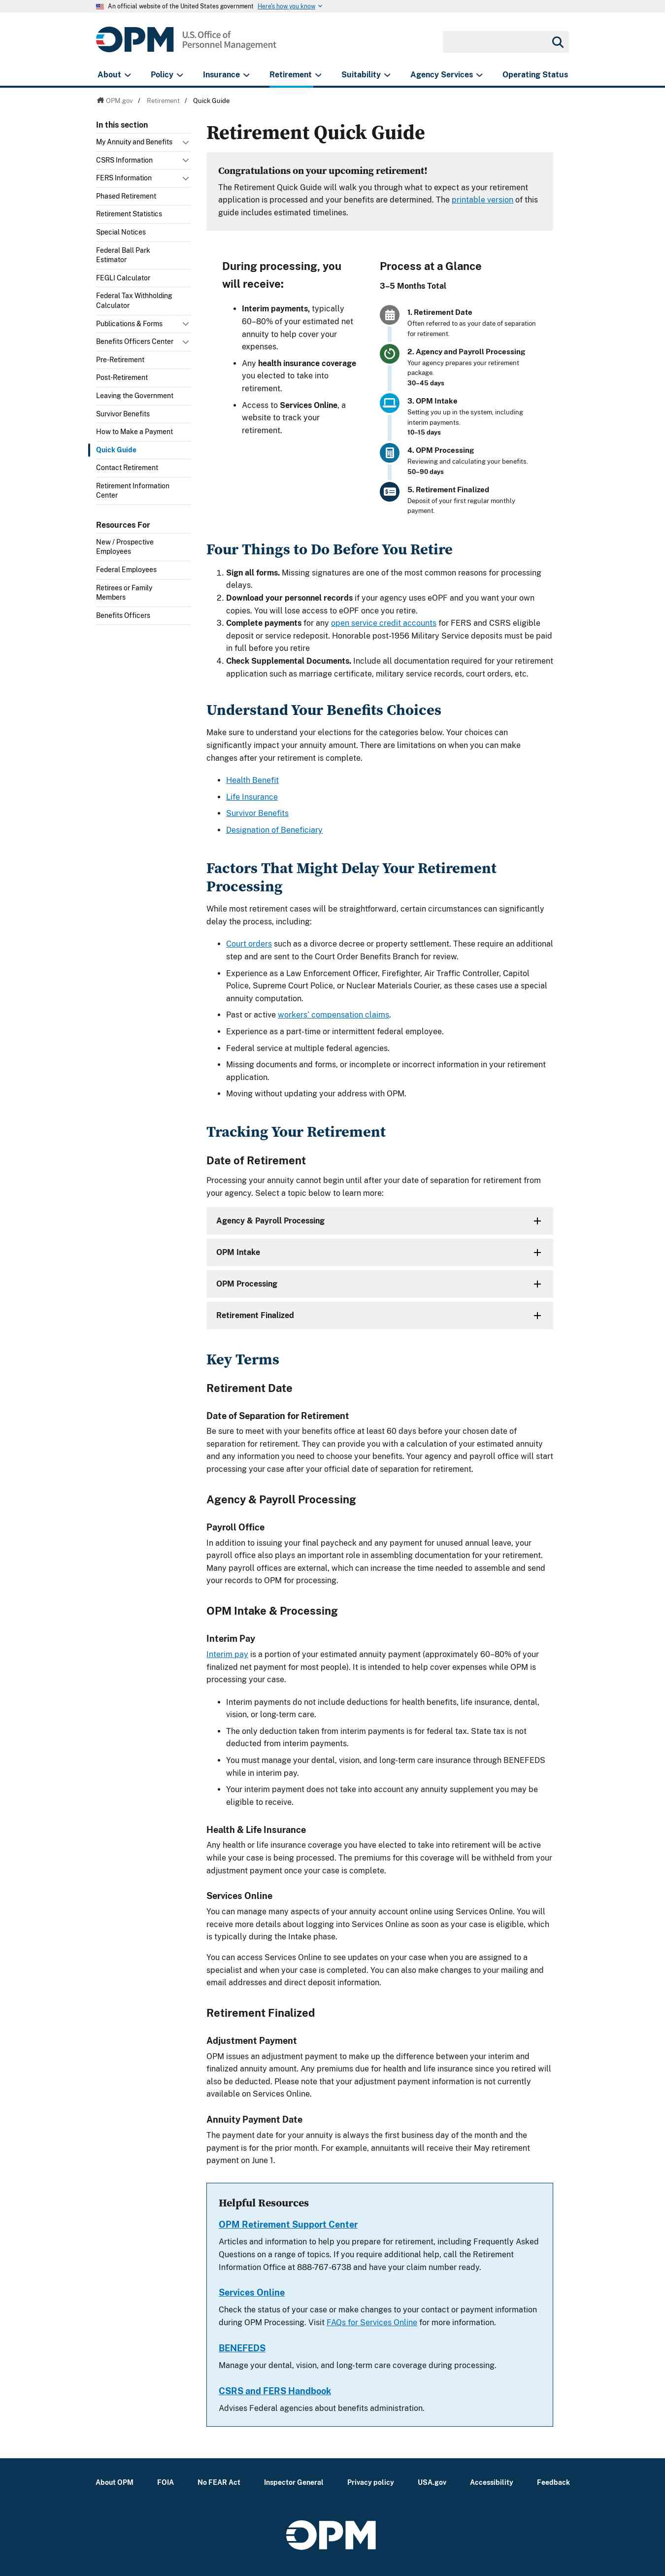 An official website of the United States government Here's how you know
OPM U.S. Office of
Personnel Management
About Policy Insurance Retirement Suitability Agency Services Operating Status
OPM.gov / Retirement / Quick Guide
In this section
My Annuity and Benefits
CSRS Information
FERS Information
Phased Retirement
Retirement Statistics
Special Notices
Federal Ball Park
Estimator
FEGLI Calculator
Federal Tax Withholding
Calculator
Publications & Forms
Benefits Officers Center
Pre-Retirement
Post-Retirement
Leaving the Government
Survivor Benefits
How to Make a Payment
Quick Guide
Contact Retirement
Retirement Information
Center
Resources For
New / Prospective
Employees
Federal Employees
Retirees or Family
Members
Benefits Officers
Retirement Quick Guide
Congratulations on your upcoming retirement!
The Retirement Quick Guide will walk you through what to expect as your retirement
application is processed and your benefits are determined. The printable version of this
guide includes estimated timelines.
During processing, you
will receive:
• Interim payments, typically
60–80% of your estimated net
annuity to help cover your
expenses.
• Any health insurance coverage
you elected to take into
retirement.
• Access to Services Online, a
website to track your
retirement.
Process at a Glance
3–5 Months Total
1. Retirement Date
Often referred to as your date of separation
for retirement.
2. Agency and Payroll Processing
Your agency prepares your retirement
package.
30–45 days
3. OPM Intake
Setting you up in the system, including
interim payments.
10–15 days
4. OPM Processing
Reviewing and calculating your benefits.
50–90 days
5. Retirement Finalized
Deposit of your first regular monthly
payment.
Four Things to Do Before You Retire
1. Sign all forms. Missing signatures are one of the most common reasons for processing
delays.
2. Download your personnel records if your agency uses eOPF and you want your own
copies. You will lose access to eOPF once you retire.
3. Complete payments for any open service credit accounts for FERS and CSRS eligible
deposit or service redeposit. Honorable post-1956 Military Service deposits must be paid
in full before you retire
4. Check Supplemental Documents. Include all documentation required for your retirement
application such as marriage certificate, military service records, court orders, etc.
Understand Your Benefits Choices
Make sure to understand your elections for the categories below. Your choices can
significantly impact your annuity amount. There are limitations on when you can make
changes after your retirement is complete.
• Health Benefit
• Life Insurance
• Survivor Benefits
• Designation of Beneficiary
Factors That Might Delay Your Retirement
Processing
While most retirement cases will be straightforward, certain circumstances can significantly
delay the process, including:
• Court orders such as a divorce decree or property settlement. These require an additional
step and are sent to the Court Order Benefits Branch for review.
• Experience as a Law Enforcement Officer, Firefighter, Air Traffic Controller, Capitol
Police, Supreme Court Police, or Nuclear Materials Courier, as these cases use a special
annuity computation.
• Past or active workers' compensation claims.
• Experience as a part-time or intermittent federal employee.
• Federal service at multiple federal agencies.
• Missing documents and forms, or incomplete or incorrect information in your retirement
application.
• Moving without updating your address with OPM.
Tracking Your Retirement
Date of Retirement
Processing your annuity cannot begin until after your date of separation for retirement from
your agency. Select a topic below to learn more:
Agency & Payroll Processing
OPM Intake
OPM Processing
Retirement Finalized
Key Terms
Retirement Date
Date of Separation for Retirement
Be sure to meet with your benefits office at least 60 days before your chosen date of
separation for retirement. They can provide you with a calculation of your estimated annuity
and any information you need to choose your benefits. Your agency and payroll office will start
processing your case after your official date of separation for retirement.
Agency & Payroll Processing
Payroll Office
In addition to issuing your final paycheck and any payment for unused annual leave, your
payroll office also plays an important role in assembling documentation for your retirement.
Many payroll offices are external, which can increase the time needed to assemble and send
your records to OPM for processing.
OPM Intake & Processing
Interim Pay
Interim pay is a portion of your estimated annuity payment (approximately 60–80% of your
finalized net payment for most people). It is intended to help cover expenses while OPM is
processing your case.
• Interim payments do not include deductions for health benefits, life insurance, dental,
vision, or long-term care.
• The only deduction taken from interim payments is for federal tax. State tax is not
deducted from interim payments.
• You must manage your dental, vision, and long-term care insurance through BENEFEDS
while in interim pay.
• Your interim payment does not take into account any annuity supplement you may be
eligible to receive.
Health & Life Insurance
Any health or life insurance coverage you have elected to take into retirement will be active
while your case is being processed. The premiums for this coverage will be withheld from your
adjustment payment once your case is complete.
Services Online
You can manage many aspects of your annuity account online using Services Online. You will
receive more details about logging into Services Online as soon as your case is eligible, which
is typically during the Intake phase.
You can access Services Online to see updates on your case when you are assigned to a
specialist and when your case is completed. You can also make changes to your mailing and
email addresses and direct deposit information.
Retirement Finalized
Adjustment Payment
OPM issues an adjustment payment to make up the difference between your interim and
finalized annuity amount. Any premiums due for health and life insurance since you retired will
also be deducted. Please note that your adjustment payment information is not currently
available on Services Online.
Annuity Payment Date
The payment date for your annuity is always the first business day of the month and the
payment is for the prior month. For example, annuitants will receive their May retirement
payment on June 1.
Helpful Resources
OPM Retirement Support Center
Articles and information to help you prepare for retirement, including Frequently Asked
Questions on a range of topics. If you require additional help, call the Retirement
Information Office at 888-767-6738 and have your claim number ready.
Services Online
Check the status of your case or make changes to your contact or payment information
during OPM Processing. Visit FAQs for Services Online for more information.
BENEFEDS
Manage your dental, vision, and long-term care coverage during processing.
CSRS and FERS Handbook
Advises Federal agencies about benefits administration.
About OPM FOIA No FEAR Act Inspector General Privacy policy USA.gov Accessibility Feedback
OPM